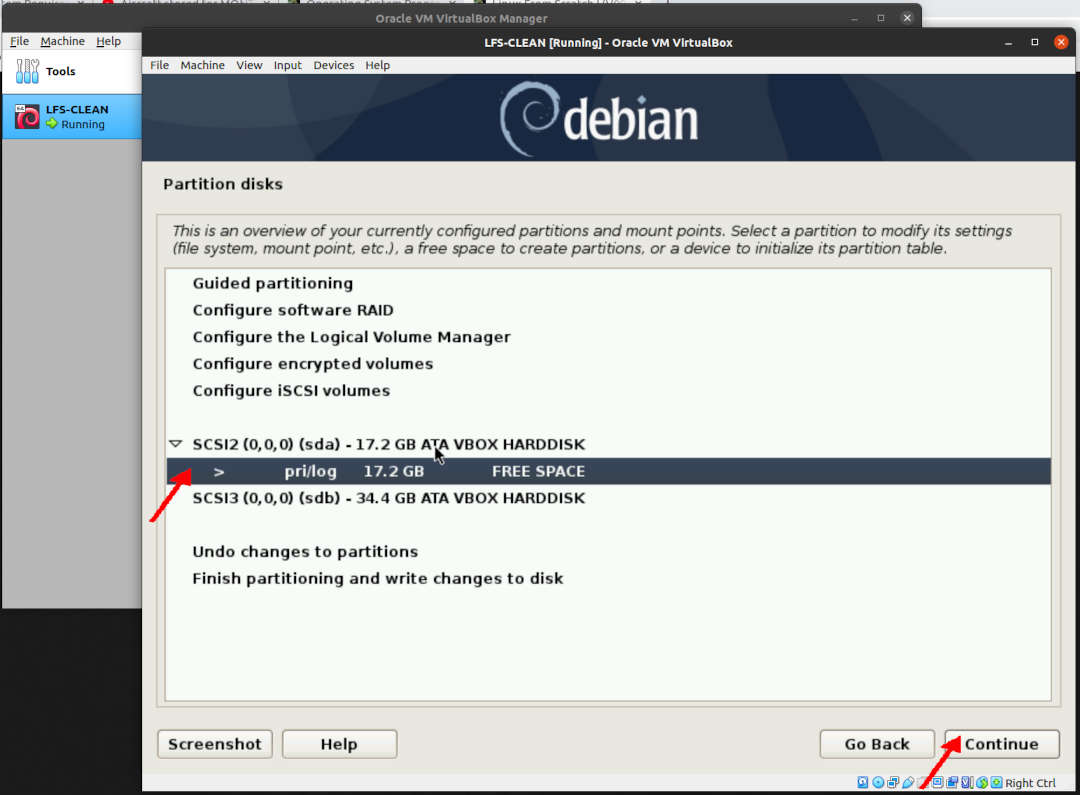 Oracle VM VirtualBox Manager
File Machine Help
LFS-CLEAN [Running] - Oracle VM VirtualBox
File Machine View Input Devices Help
Tools
LFS-CLEAN
Running
debian
Partition disks
This is an overview of your currently configured partitions and mount points. Select a partition to modify its settings
(file system, mount point, etc.), a free space to create partitions, or a device to initialize its partition table.
Guided partitioning
Configure software RAID
Configure the Logical Volume Manager
Configure encrypted volumes
Configure iSCSI volumes
SCSI2 (0,0,0) (sda) - 17.2 GB ATA VBOX HARDDISK
> pri/log 17.2 GB FREE SPACE
SCSI3 (0,0,0) (sdb) - 34.4 GB ATA VBOX HARDDISK
Undo changes to partitions
Finish partitioning and write changes to disk
Screenshot Help Go Back Continue
Right Ctrl